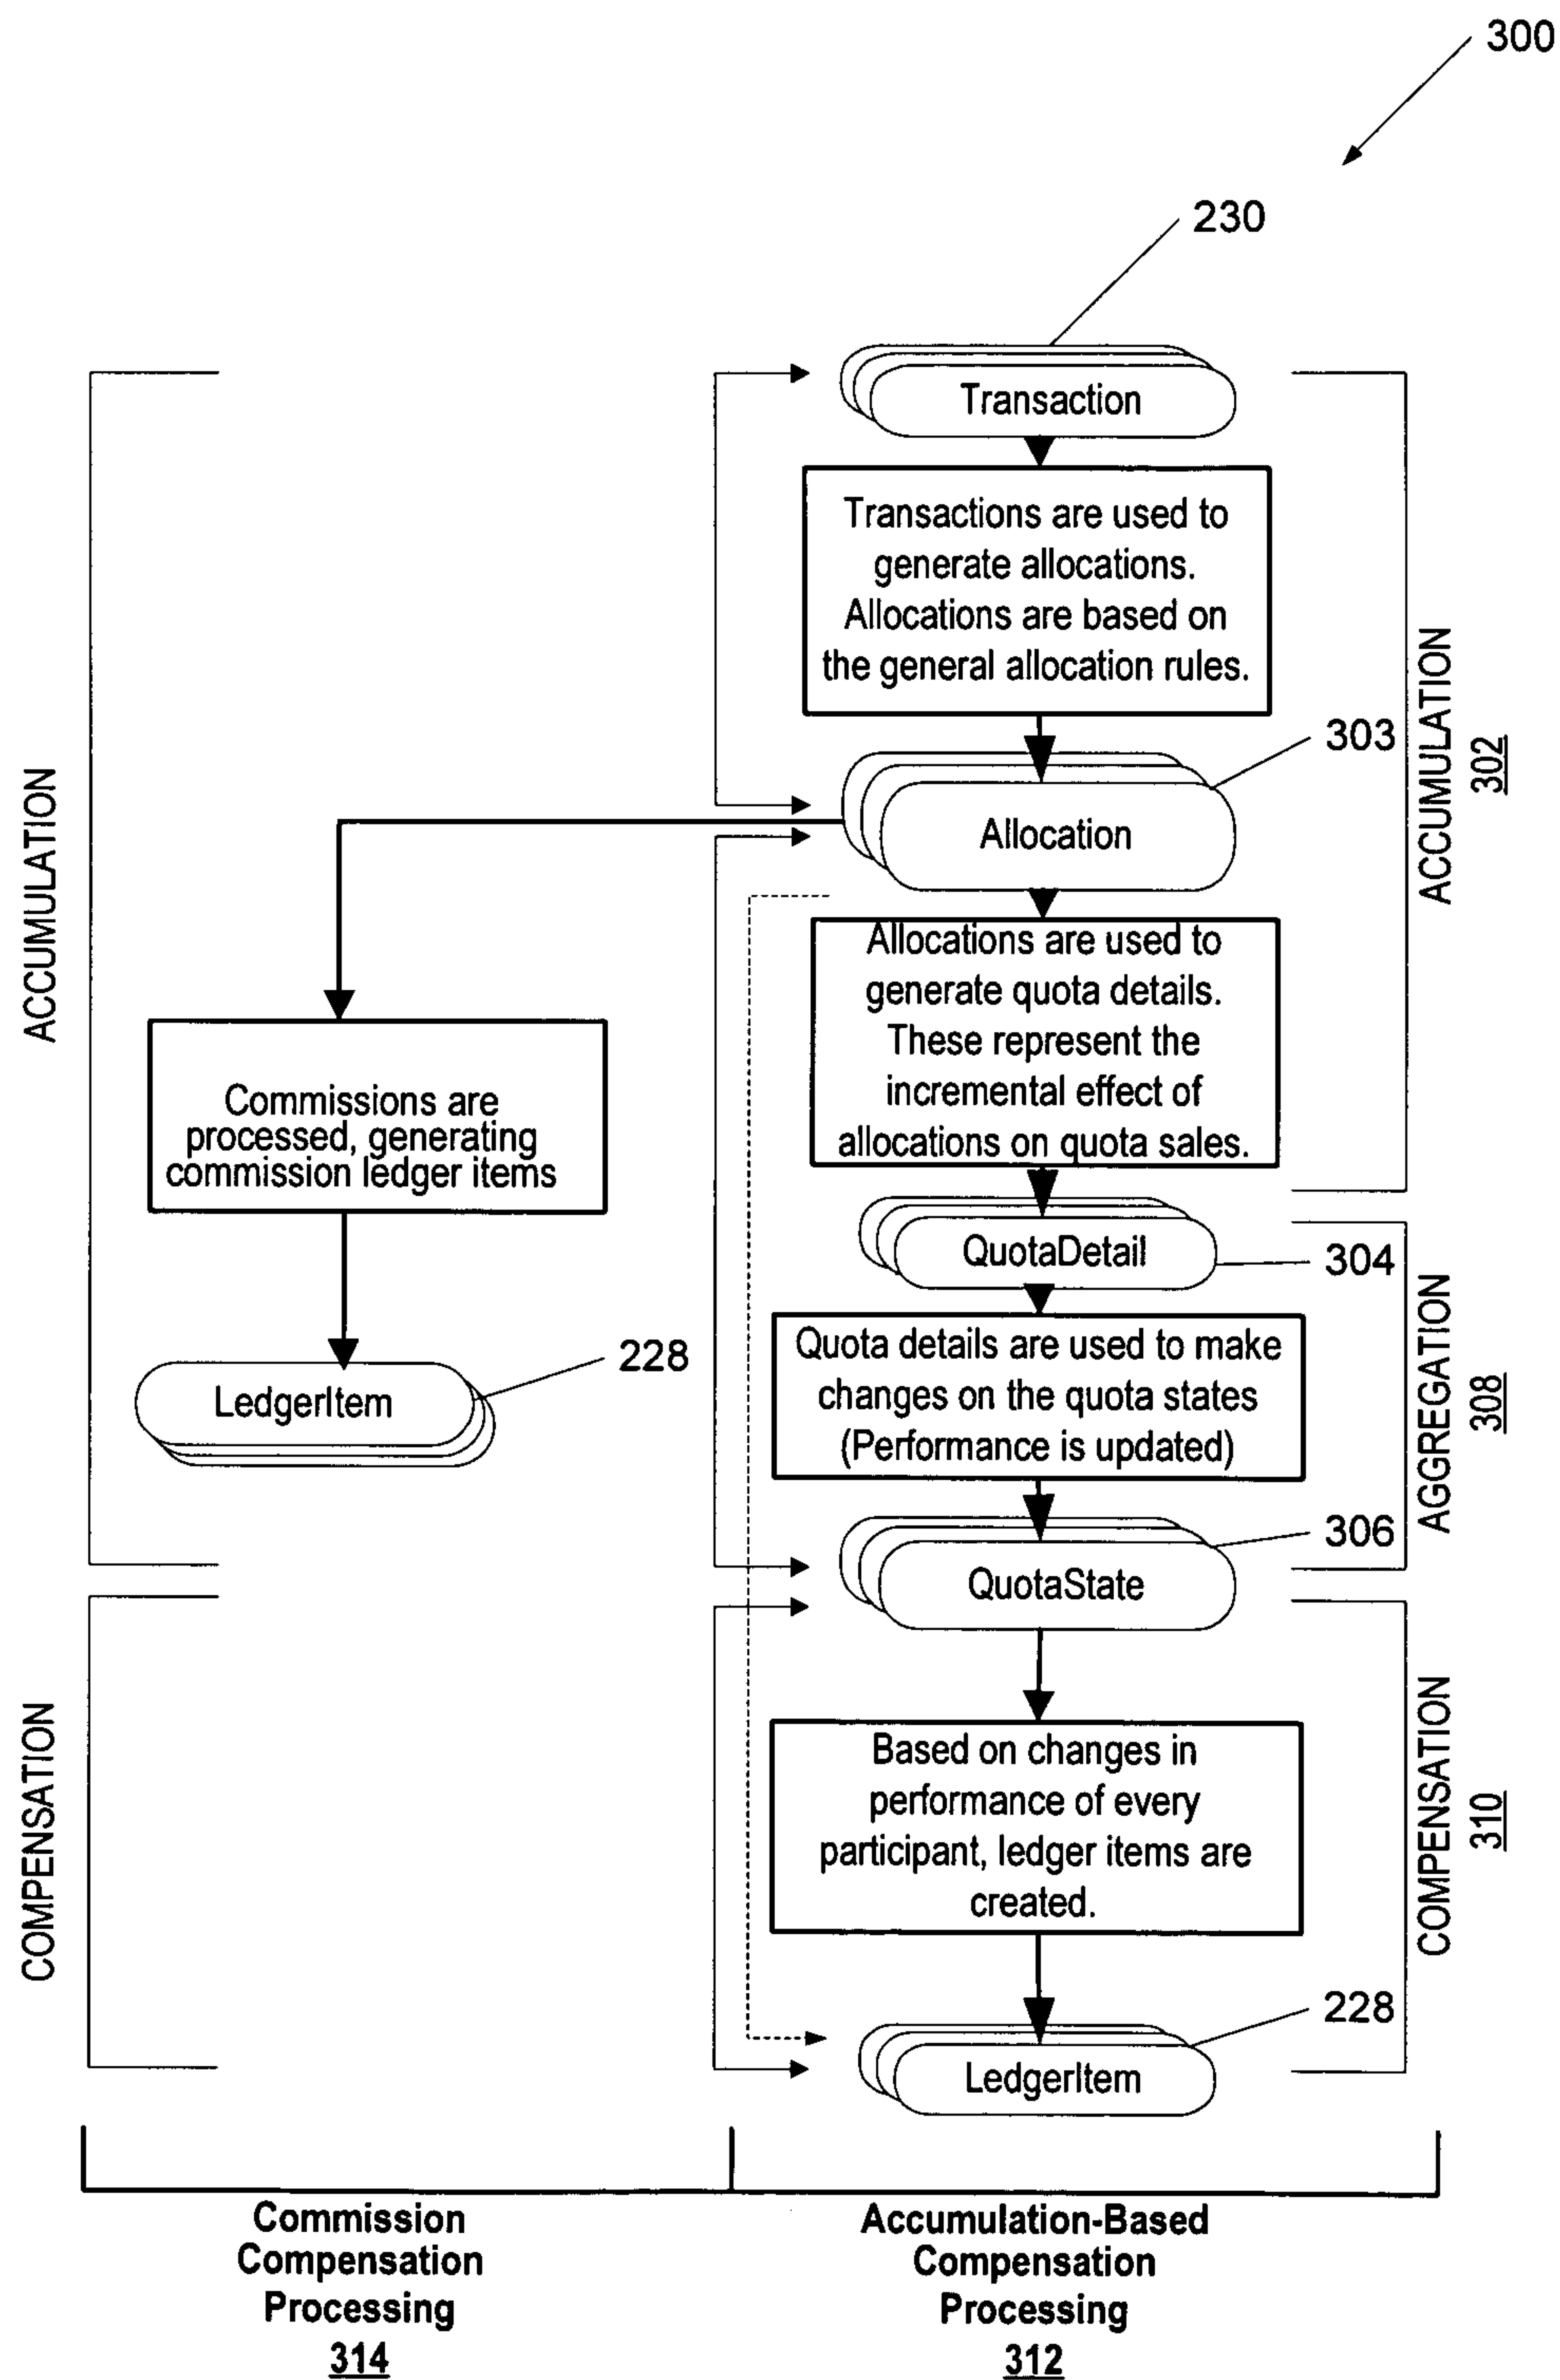 300
230
Transaction
Transactions are used to
generate allocations.
Allocations are based on
the general allocation rules.
ACCUMULATION
302
303
Allocation
ACCUMULATION
Allocations are used to
generate quota details.
These represent the
incremental effect of
allocations on quota sales.
Commissions are
processed, generating
commission ledger items
QuotaDetail
304
228
LedgerItem
Quota details are used to make
changes on the quota states
(Performance is updated)
AGGREGATION
308
306
QuotaState
COMPENSATION
Based on changes in
performance of every
participant, ledger items are
created.
COMPENSATION
310
228
LedgerItem
Commission
Compensation
Processing
314
Accumulation-Based
Compensation
Processing
312